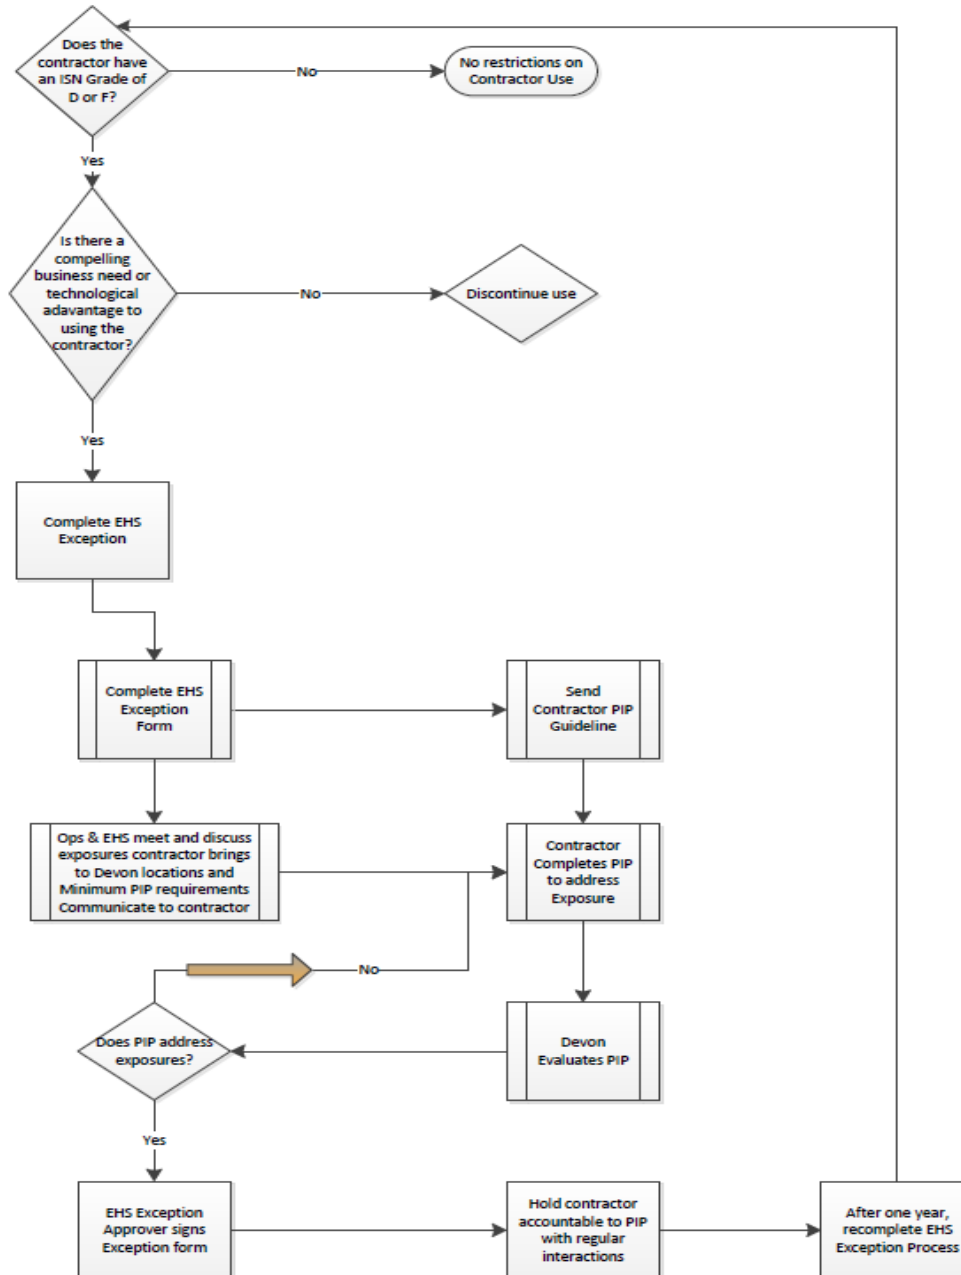 Does the
contractor have
an ISN Grade of
D or F?
No
No restrictions on
Contractor Use
Yes
Is there a
compelling
business need or
technological
adavantage to
using the
contractor?
No
Discontinue use
Yes
Complete EHS
Exception
Complete EHS
Exception
Form
Send
Contractor PIP
Guideline
Ops & EHS meet and discuss
exposures contractor brings
to Devon locations and
Minimum PIP requirements
Communicate to contractor
Contractor
Completes PIP
to address
Exposure
No
Does PIP address
exposures?
Devon
Evaluates PIP
Yes
EHS Exception
Approver signs
Exception form
Hold contractor
accountable to PIP
with regular
interactions
After one year,
recomplete EHS
Exception Process